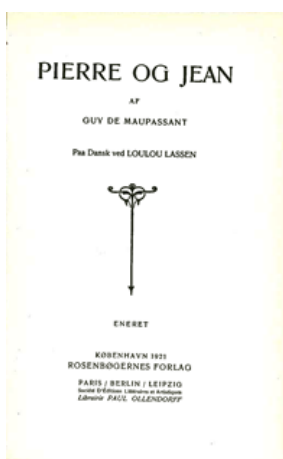 PIERRE OG JEAN
AF
GUY DE MAUPASSANT
Paa Dansk ved LOULOU LASSEN
ENERET
KØBENHAVN 1921
ROSENBØGERNES FORLAG
PARIS / BERLIN / LEIPZIG
Société D'Éditions Littéraires et Artistiques
Librairie PAUL OLLENDORFF